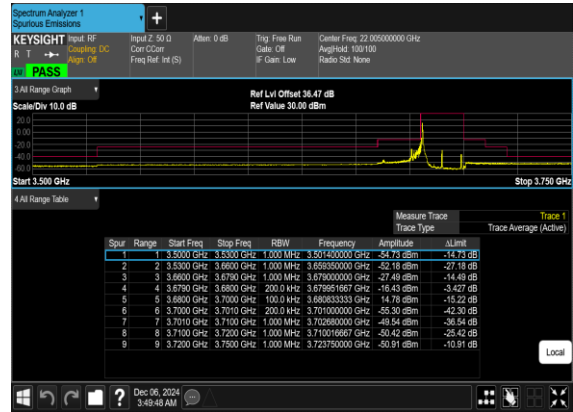 Spectrum Analyzer 1
Spurious Emissions
+
KEYSIGHT Input: RF Input Z: 50 Ω Atten: 0 dB Trig: Free Run Center Freq: 22.005000000 GHz
R T Coupling: DC Corr CCorr Gate: Off Avg|Hold: 100/100
Align: Off Freq Ref: Int (S) IF Gain: Low Radio Std: None
LW PASS
3 All Range Graph
Ref Lvl Offset 36.47 dB
Scale/Div 10.0 dB Ref Value 30.00 dBm
20.0
0.00
-20.0
-40.0
-60.0
Start 3.500 GHz Stop 3.750 GHz
4 All Range Table
Measure Trace Trace 1
Trace Type Trace Average (Active)
Spur Range Start Freq Stop Freq RBW Frequency Amplitude ΔLimit
1 1 3.5000 GHz 3.5300 GHz 1.000 MHz 3.501400000 GHz -54.73 dBm -14.73 dB
2 2 3.5300 GHz 3.6600 GHz 1.000 MHz 3.659350000 GHz -52.18 dBm -27.18 dB
3 3 3.6600 GHz 3.6790 GHz 1.000 MHz 3.679000000 GHz -27.49 dBm -14.49 dB
4 4 3.6790 GHz 3.6800 GHz 200.0 kHz 3.679951667 GHz -16.43 dBm -3.427 dB
5 5 3.6800 GHz 3.7000 GHz 100.0 kHz 3.680833333 GHz 14.78 dBm -15.22 dB
6 6 3.7000 GHz 3.7010 GHz 200.0 kHz 3.701000000 GHz -55.30 dBm -42.30 dB
7 7 3.7010 GHz 3.7100 GHz 1.000 MHz 3.702680000 GHz -49.54 dBm -36.54 dB
8 8 3.7100 GHz 3.7200 GHz 1.000 MHz 3.710016667 GHz -50.42 dBm -25.42 dB
9 9 3.7200 GHz 3.7500 GHz 1.000 MHz 3.723750000 GHz -50.91 dBm -10.91 dB
Local
? Dec 06, 2024
3:49:48 AM